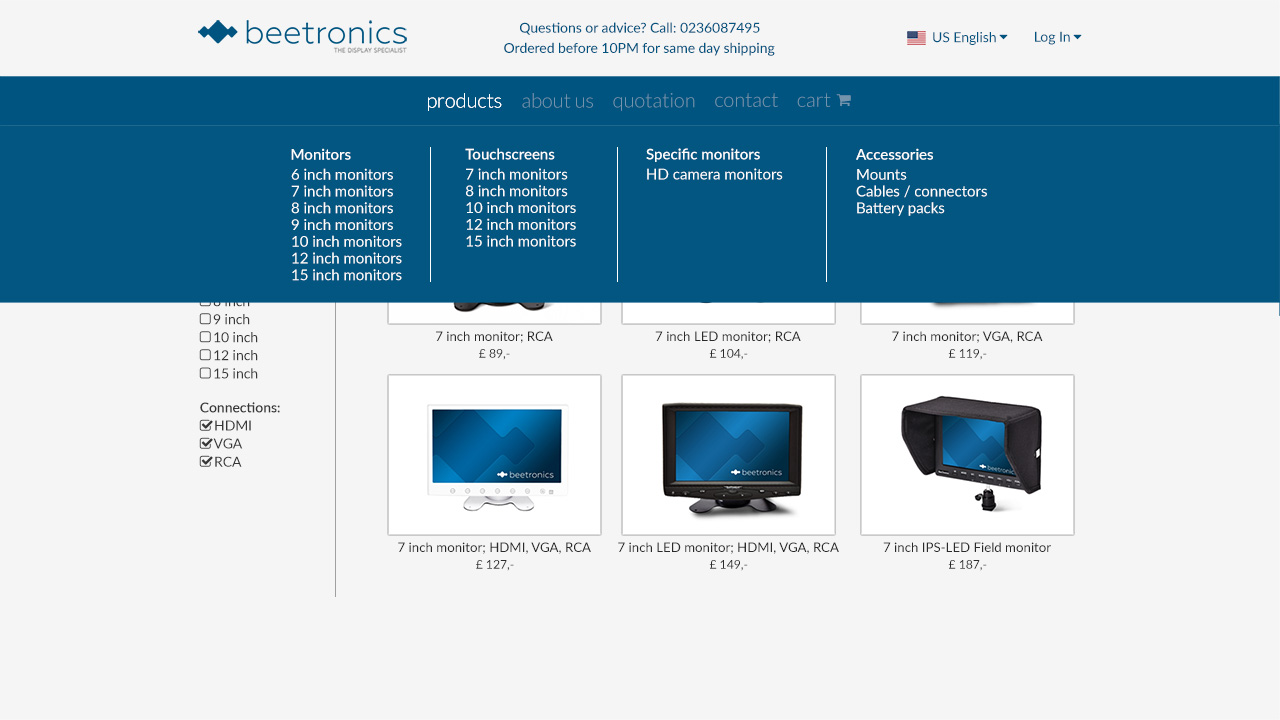 beetronics
THE DISPLAY SPECIALIST
Questions or advice? Call: 0236087495
Ordered before 10PM for same day shipping
US English
Log In
products
about us
quotation
contact
cart
Monitors
6 inch monitors
7 inch monitors
8 inch monitors
9 inch monitors
10 inch monitors
12 inch monitors
15 inch monitors
Touchscreens
7 inch monitors
8 inch monitors
10 inch monitors
12 inch monitors
15 inch monitors
Specific monitors
HD camera monitors
Accessories
Mounts
Cables / connectors
Battery packs
8 inch
9 inch
10 inch
12 inch
15 inch
Connections:
HDMI
VGA
RCA
7 inch monitor; RCA
£ 89,-
7 inch LED monitor; RCA
£ 104,-
7 inch monitor; VGA, RCA
£ 119,-
beetronics
7 inch monitor; HDMI, VGA, RCA
£ 127,-
beetronics
7 inch LED monitor; HDMI, VGA, RCA
£ 149,-
beetronics
7 inch IPS-LED Field monitor
£ 187,-